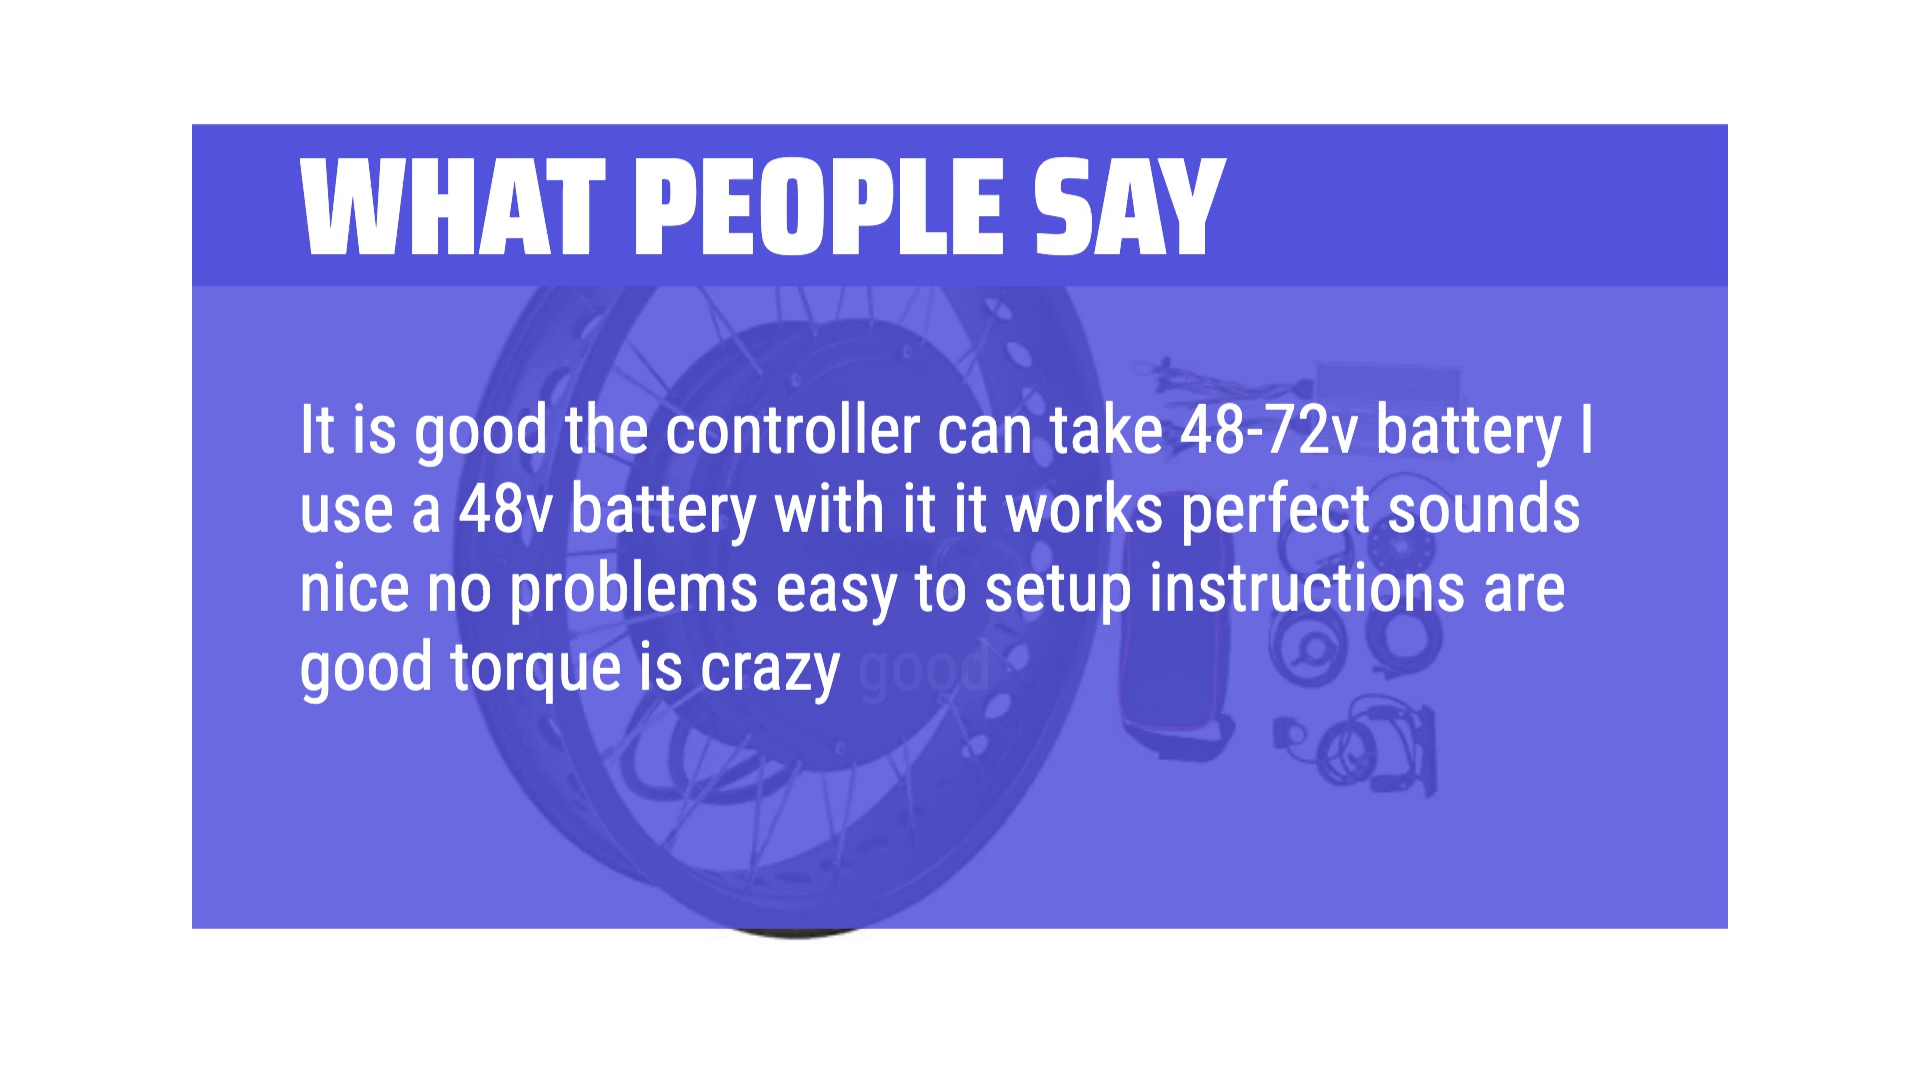 WHAT PEOPLE SAY
It is good the controller can take 48-72v battery I
use a 48v battery with it it works perfect sounds
nice no problems easy to setup instructions are
good torque is crazy good